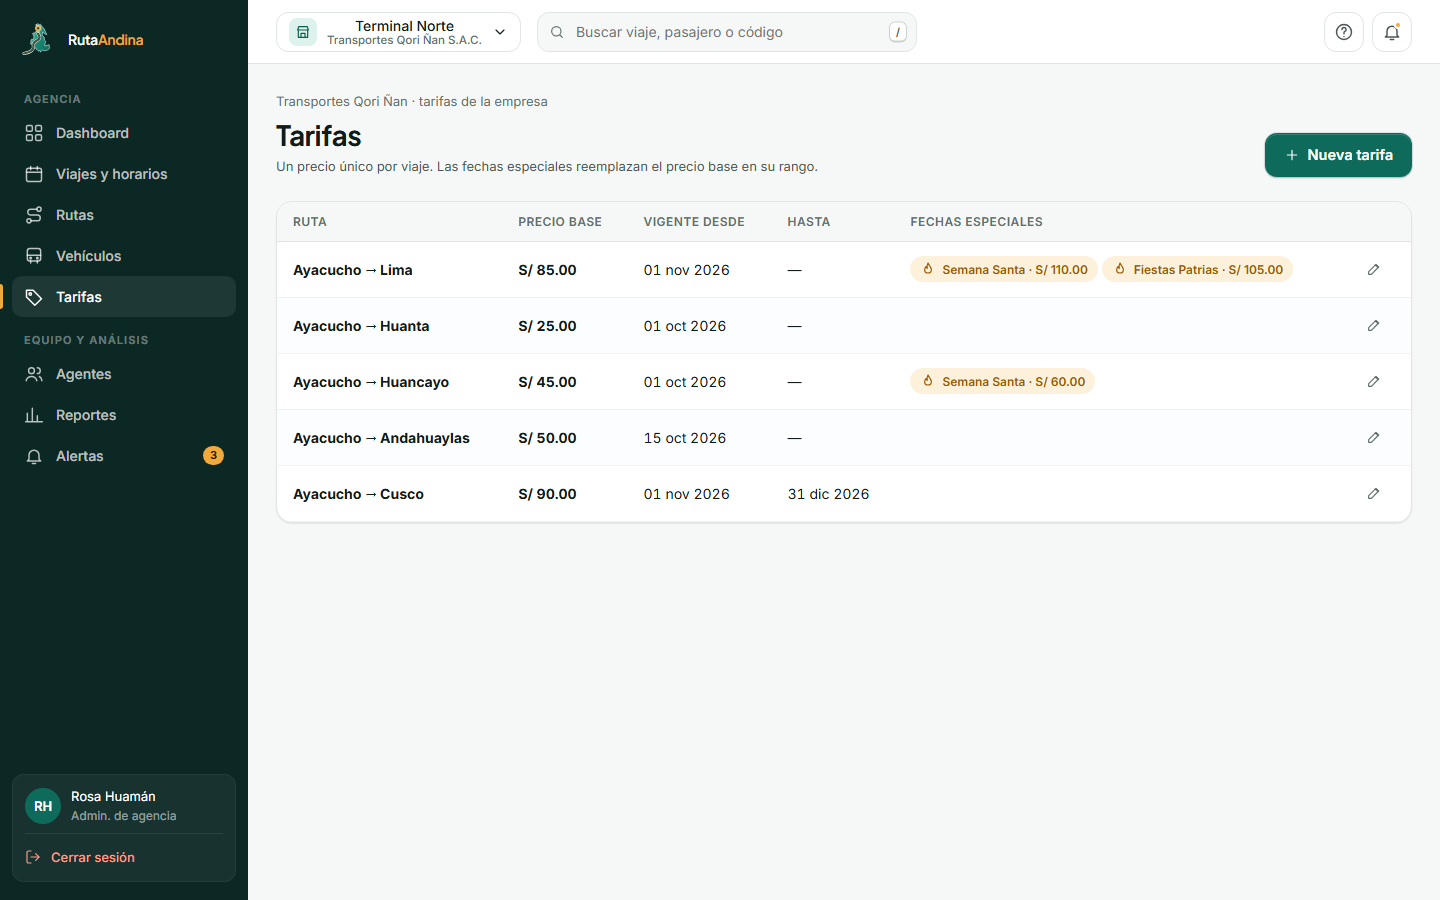 RutaAndina
AGENCIA
Dashboard
Viajes y horarios
Rutas
Vehículos
Tarifas
EQUIPO Y ANÁLISIS
Agentes
Reportes
Alertas 3
RH Rosa Huamán
Admin. de agencia
Cerrar sesión
Terminal Norte
Transportes Qori Ñan S.A.C.
Buscar viaje, pasajero o código /
Transportes Qori Ñan · tarifas de la empresa
Tarifas
Un precio único por viaje. Las fechas especiales reemplazan el precio base en su rango.
+ Nueva tarifa
RUTA PRECIO BASE VIGENTE DESDE HASTA FECHAS ESPECIALES
Ayacucho → Lima S/ 85.00 01 nov 2026 — Semana Santa · S/ 110.00 Fiestas Patrias · S/ 105.00
Ayacucho → Huanta S/ 25.00 01 oct 2026 —
Ayacucho → Huancayo S/ 45.00 01 oct 2026 — Semana Santa · S/ 60.00
Ayacucho → Andahuaylas S/ 50.00 15 oct 2026 —
Ayacucho → Cusco S/ 90.00 01 nov 2026 31 dic 2026